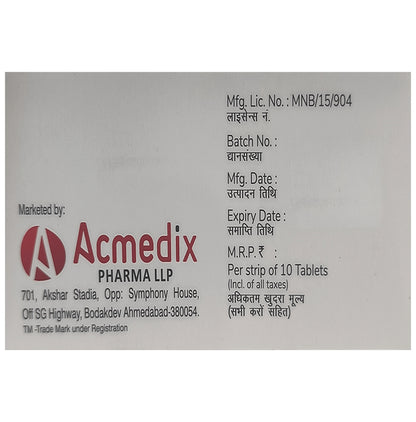 Marketed by:
Acmedix
PHARMA LLP
701, Akshar Stadia, Opp: Symphony House,
Off SG Highway, Bodakdev Ahmedabad-380054.
TM -Trade Mark under Registration
Mfg. Lic. No. : MNB/15/904
लाइसेन्स नं.
Batch No. :
घानसंख्या
Mfg. Date :
उत्पादन तिथि
Expiry Date :
समाप्ति तिथि
M.R.P. ₹ :
Per strip of 10 Tablets
(Incl. of all taxes)
अधिकतम खुदरा मूल्य
(सभी करों सहित)